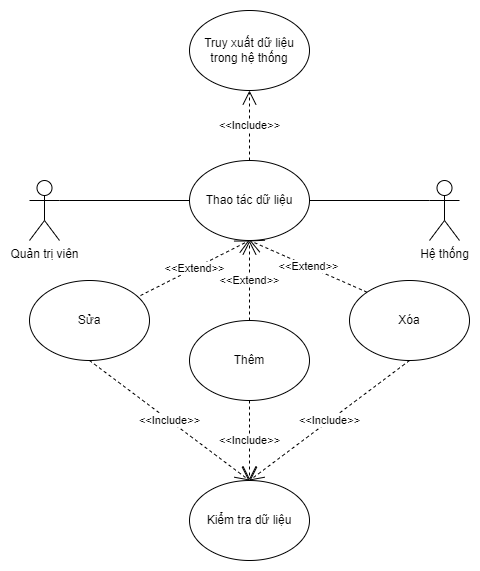 Truy xuất dữ liệu
trong hệ thống
<<Include>>
Thao tác dữ liệu
Quản trị viên
Hệ thống
<<Extend>>
<<Extend>>
<<Extend>>
Sửa
Xóa
Thêm
<<Include>>
<<Include>>
<<Include>>
Kiểm tra dữ liệu